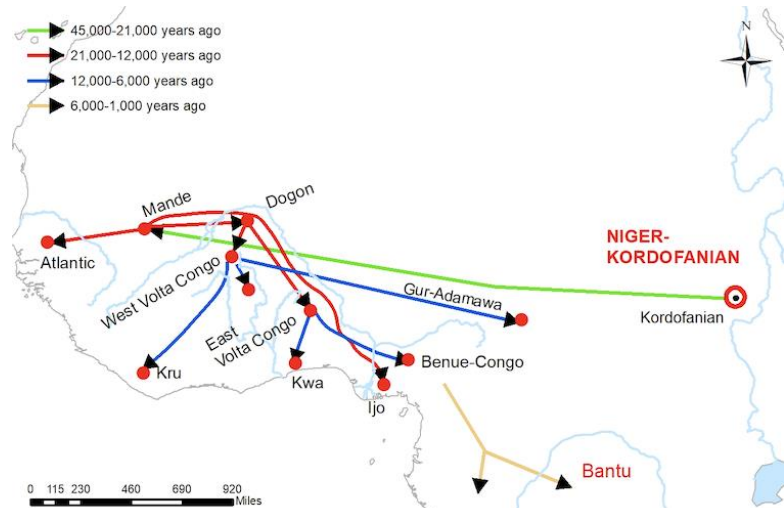 45,000-21,000 years ago
21,000-12,000 years ago
12,000-6,000 years ago
6,000-1,000 years ago
N
Mande
Dogon
Atlantic
NIGER-
KORDOFANIAN
West Volta Congo
Gur-Adamawa
Kordofanian
East
Volta Congo
Kru
Kwa
Benue-Congo
Ijo
Bantu
0 115 230 460 690 920
Miles